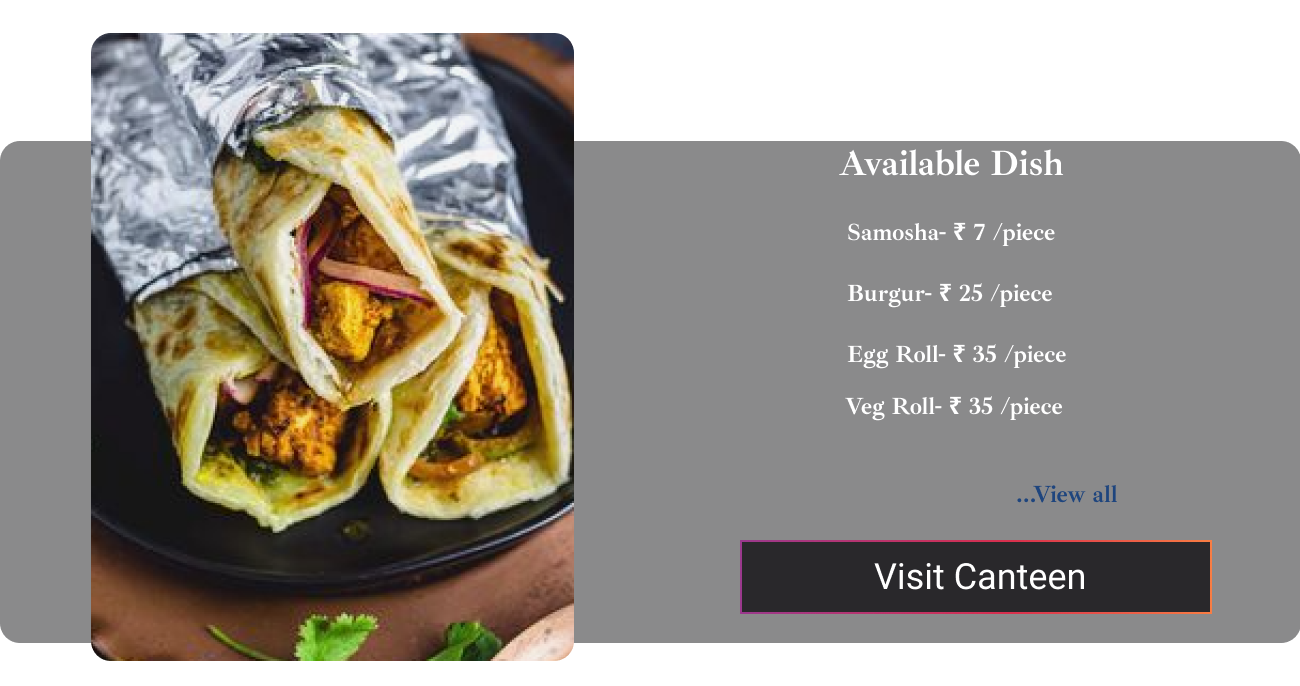 Available Dish
Samosha- ₹ 7 /piece
Burgur- ₹ 25 /piece
Egg Roll- ₹ 35 /piece
Veg Roll- ₹ 35 /piece
...View all
Visit Canteen